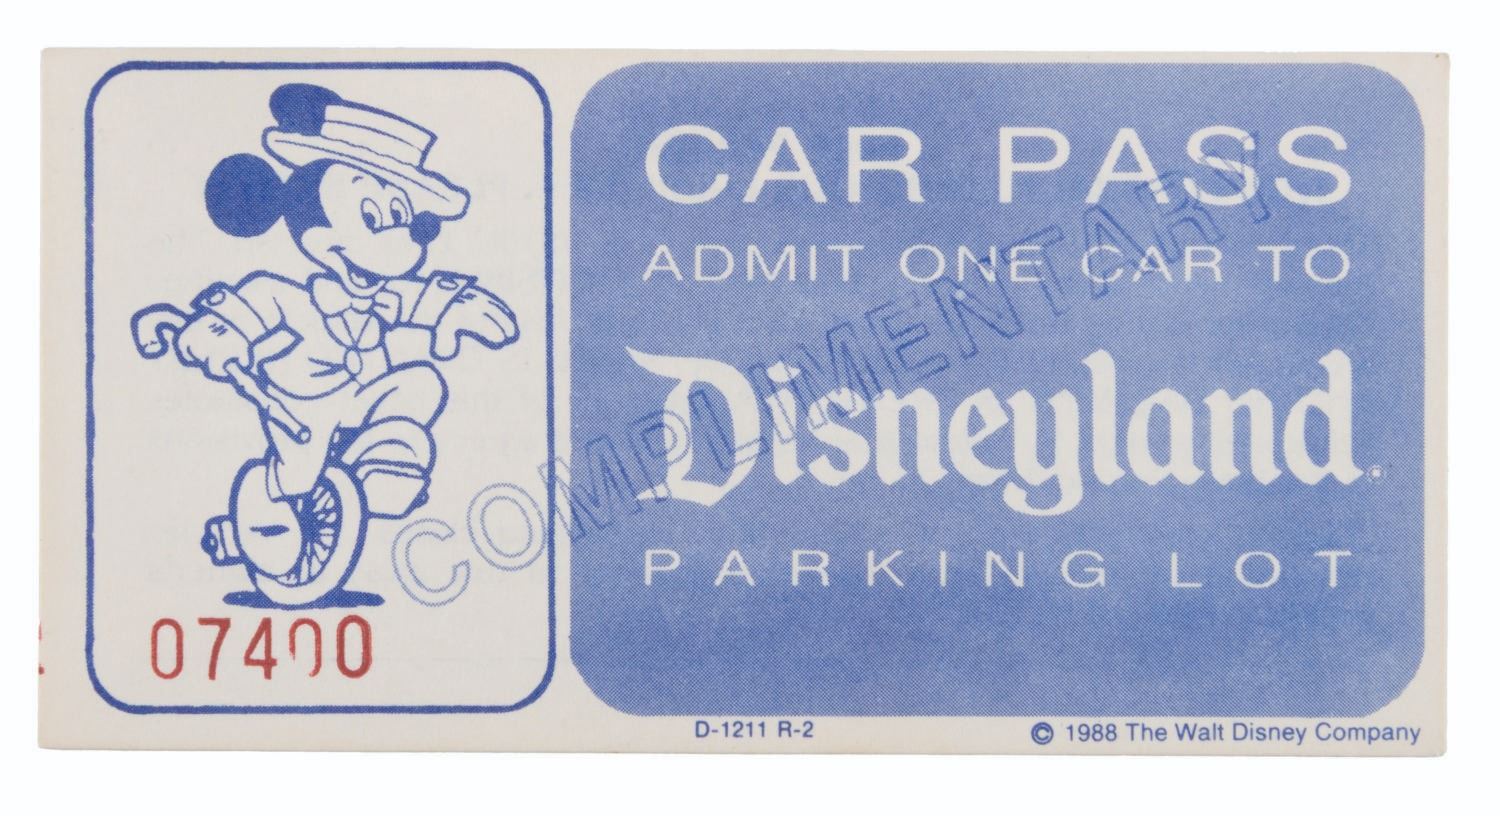 CAR PASS
ADMIT ONE CAR TO
Disneyland®
PARKING LOT
COMPLIMENTARY
07400
D-1211 R-2
© 1988 The Walt Disney Company